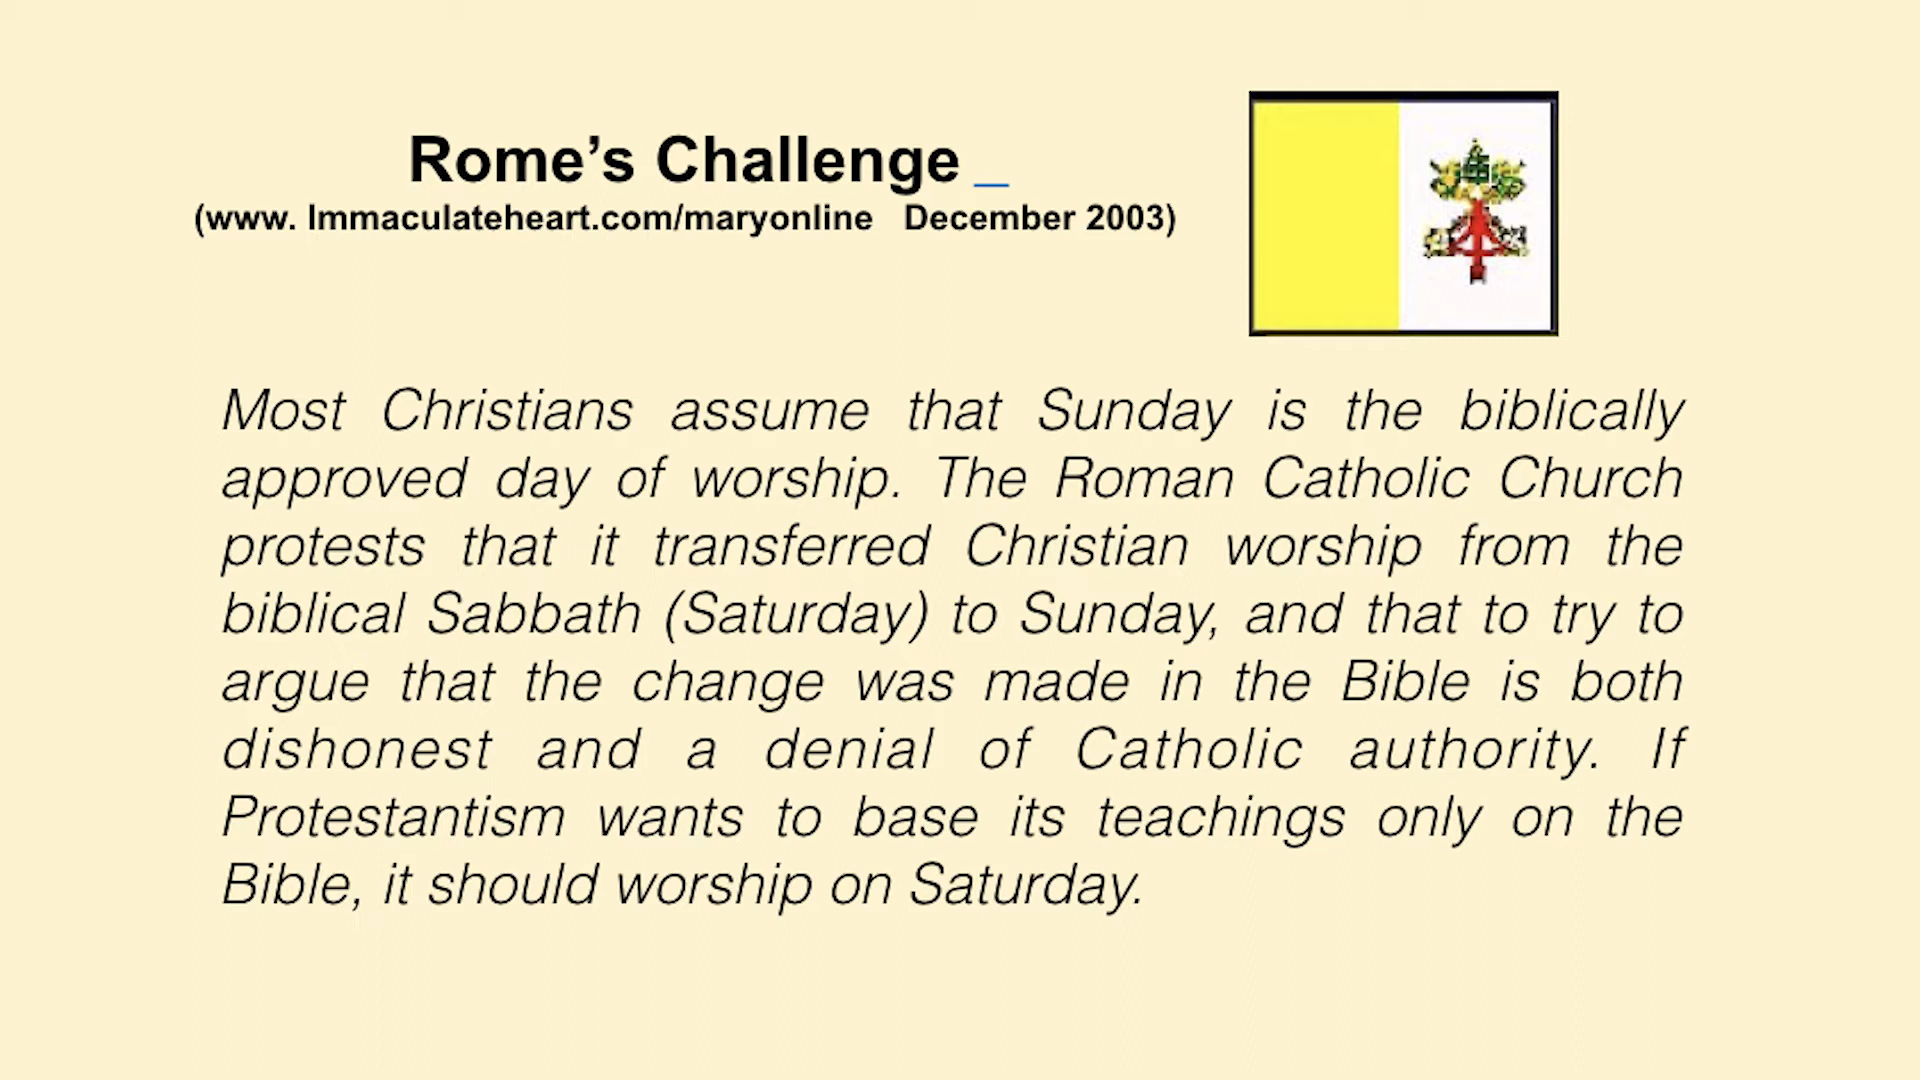 Rome’s Challenge _
(www. Immaculateheart.com/maryonline December 2003)
Most Christians assume that Sunday is the biblically
approved day of worship. The Roman Catholic Church
protests that it transferred Christian worship from the
biblical Sabbath (Saturday) to Sunday, and that to try to
argue that the change was made in the Bible is both
dishonest and a denial of Catholic authority. If
Protestantism wants to base its teachings only on the
Bible, it should worship on Saturday.